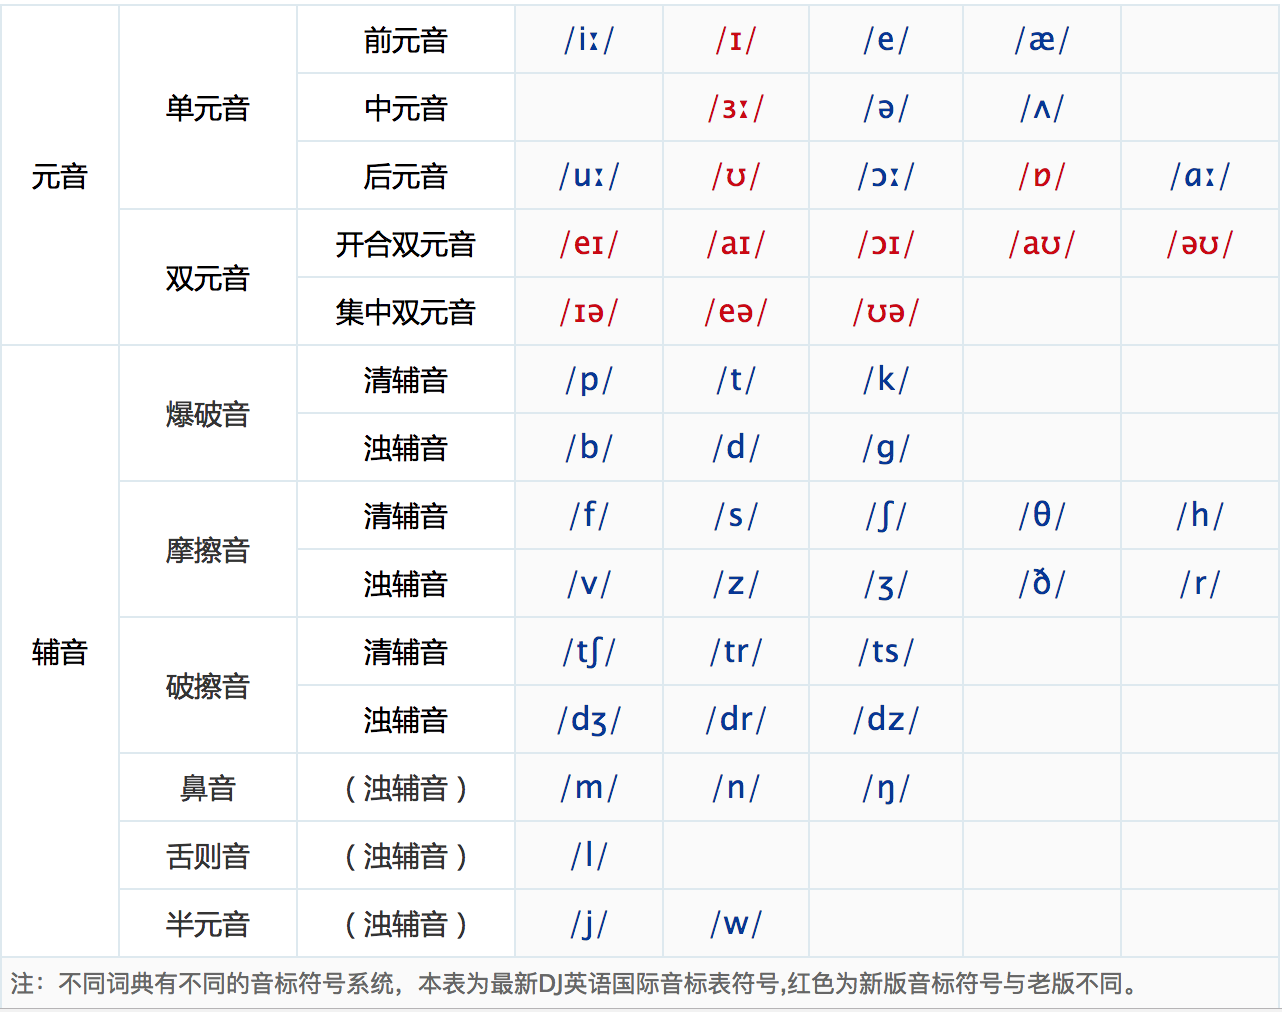 元音 单元音 前元音 /iː/ /ɪ/ /e/ /æ/
中元音 /ɜː/ /ə/ /ʌ/
后元音 /uː/ /ʊ/ /ɔː/ /ɒ/ /ɑː/
双元音 开合双元音 /eɪ/ /aɪ/ /ɔɪ/ /aʊ/ /əʊ/
集中双元音 /ɪə/ /eə/ /ʊə/
辅音 爆破音 清辅音 /p/ /t/ /k/
浊辅音 /b/ /d/ /g/
摩擦音 清辅音 /f/ /s/ /ʃ/ /θ/ /h/
浊辅音 /v/ /z/ /ʒ/ /ð/ /r/
破擦音 清辅音 /tʃ/ /tr/ /ts/
浊辅音 /dʒ/ /dr/ /dz/
鼻音 （浊辅音） /m/ /n/ /ŋ/
舌则音 （浊辅音） /l/
半元音 （浊辅音） /j/ /w/
注：不同词典有不同的音标符号系统，本表为最新DJ英语国际音标表符号,红色为新版音标符号与老版不同。